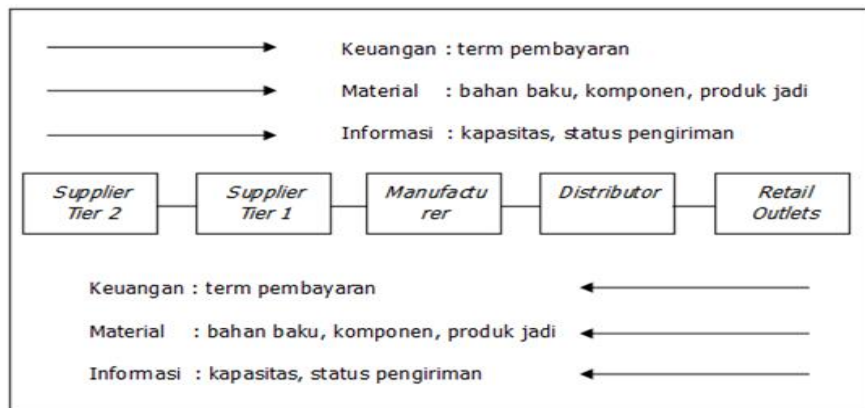 Keuangan : term pembayaran
Material : bahan baku, komponen, produk jadi
Informasi : kapasitas, status pengiriman
Supplier Tier 2
Supplier Tier 1
Manufactu rer
Distributor
Retail Outlets
Keuangan : term pembayaran
Material : bahan baku, komponen, produk jadi
Informasi : kapasitas, status pengiriman